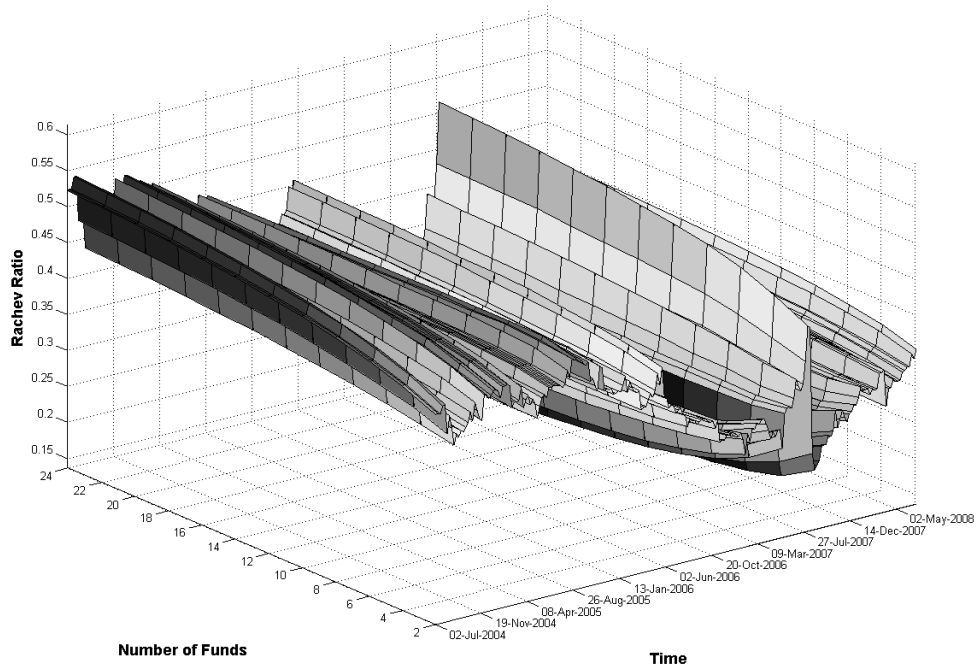 0.6
0.55
0.5
0.45
0.4
0.35
0.3
0.25
0.2
0.15
Rachev Ratio
24
22
20
18
16
14
12
10
8
6
4
2
Number of Funds
02-Jul-2004
19-Nov-2004
08-Apr-2005
26-Aug-2005
13-Jan-2006
02-Jun-2006
20-Oct-2006
09-Mar-2007
27-Jul-2007
14-Dec-2007
02-May-2008
Time